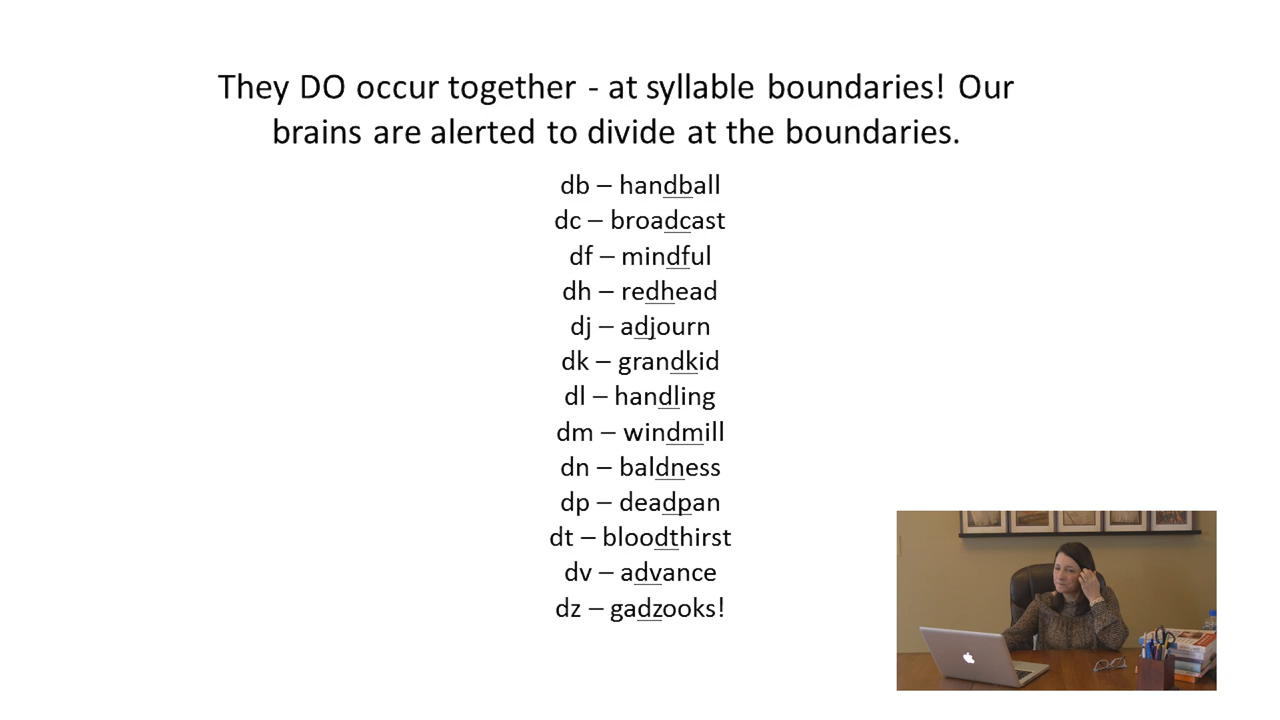 They DO occur together - at syllable boundaries! Our
brains are alerted to divide at the boundaries.
db – handball
dc – broadcast
df – mindful
dh – redhead
dj – adjourn
dk – grandkid
dl – handling
dm – windmill
dn – baldness
dp – deadpan
dt – bloodthirst
dv – advance
dz – gadzooks!